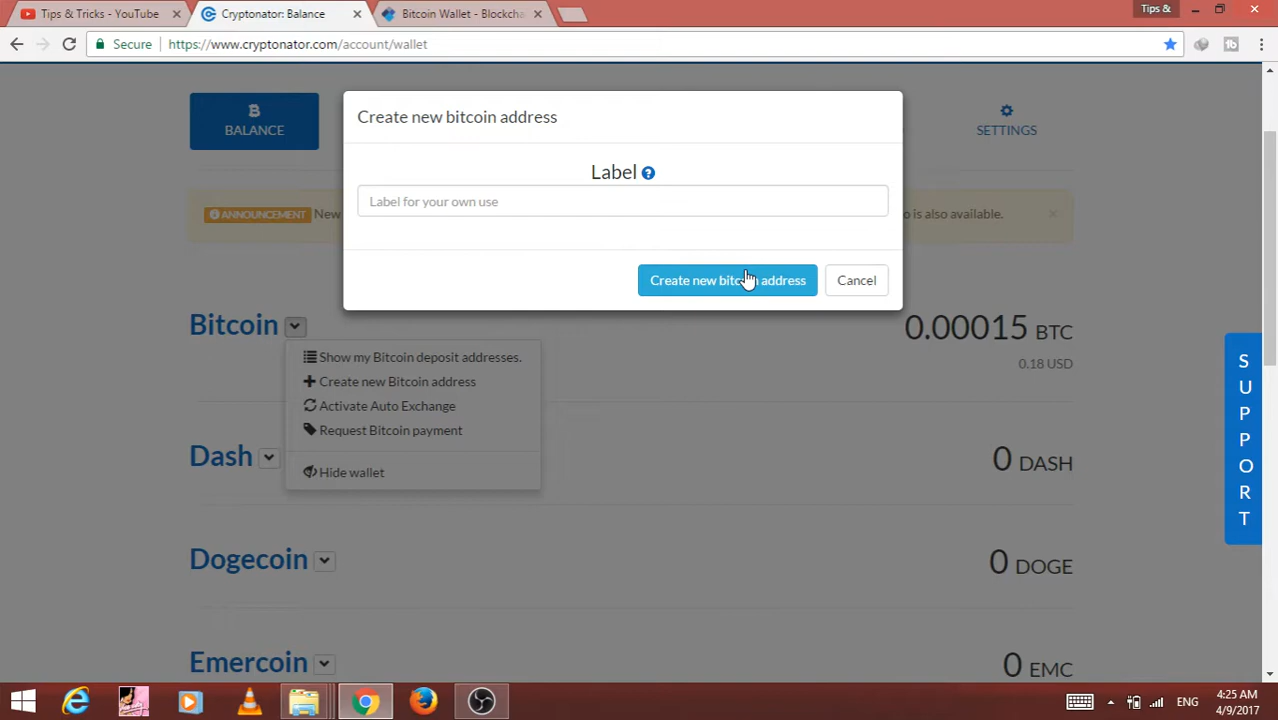 Tips & Tricks - YouTube
Cryptonator: Balance
Bitcoin Wallet - Blockcha
Tips &
Secure
https://www.cryptonator.com/account/wallet
Create new bitcoin address
BALANCE
SETTINGS
Label
Label for your own use
ANNOUNCEMENT New
o is also available.
Create new bitcoin address
Cancel
Bitcoin
0.00015 BTC
0.18 USD
Show my Bitcoin deposit addresses.
Create new Bitcoin address
Activate Auto Exchange
Request Bitcoin payment
Hide wallet
Dash
0 DASH
Dogecoin
0 DOGE
Emercoin
0 EMC
SUPPORT
ENG
4:25 AM
4/9/2017